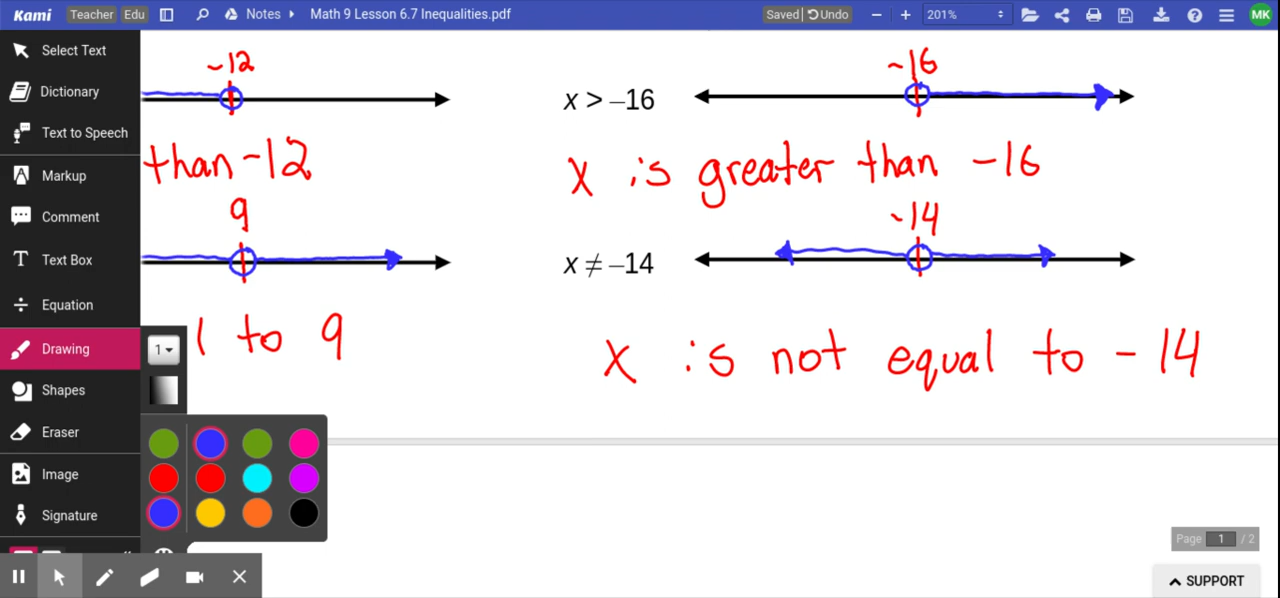 Kami Teacher Edu Notes Math 9 Lesson 6.7 Inequalities.pdf Saved Undo 201% MK
Select Text
Dictionary
Text to Speech
Markup
Comment
Text Box
Equation
Drawing
Shapes
Eraser
Image
Signature
1
-12
than -12
9
1 to 9
x > –16
-16
x is greater than -16
x ≠ –14
-14
x is not equal to -14
Page 1 / 2
SUPPORT